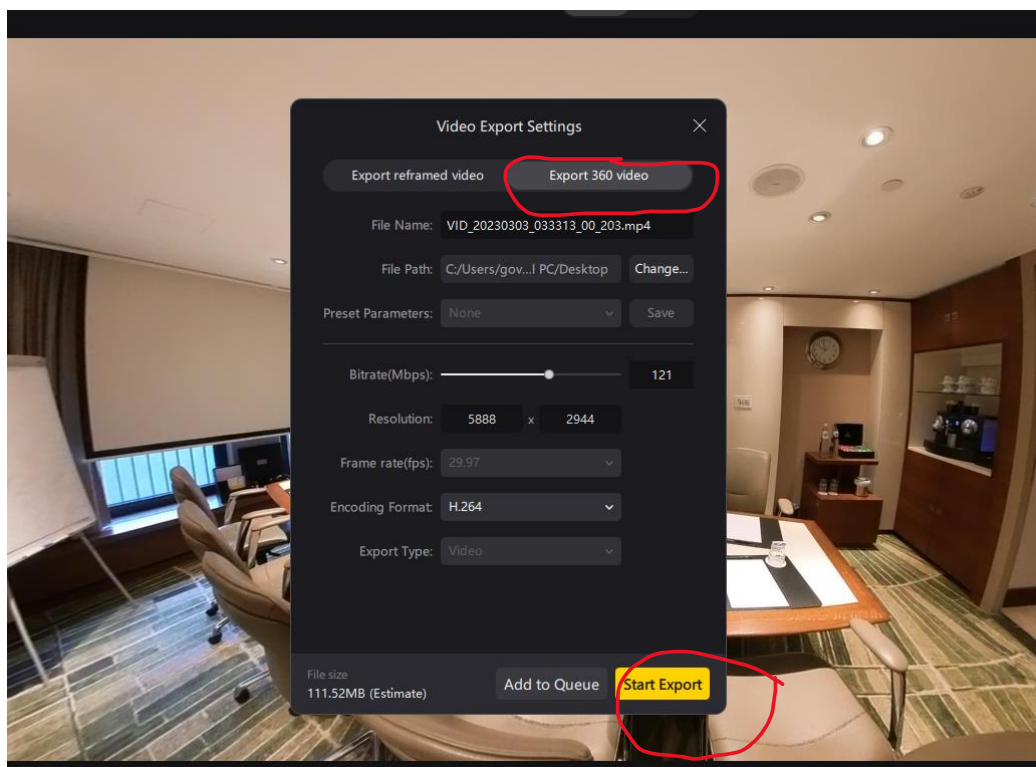 Video Export Settings
Export reframed video Export 360 video
File Name: VID_20230303_033313_00_203.mp4
File Path: C:/Users/gov...l PC/Desktop Change...
Preset Parameters: None Save
Bitrate(Mbps): 121
Resolution: 5888 x 2944
Frame rate(fps): 29.97
Encoding Format: H.264
Export Type: Video
File size
111.52MB (Estimate)
Add to Queue Start Export